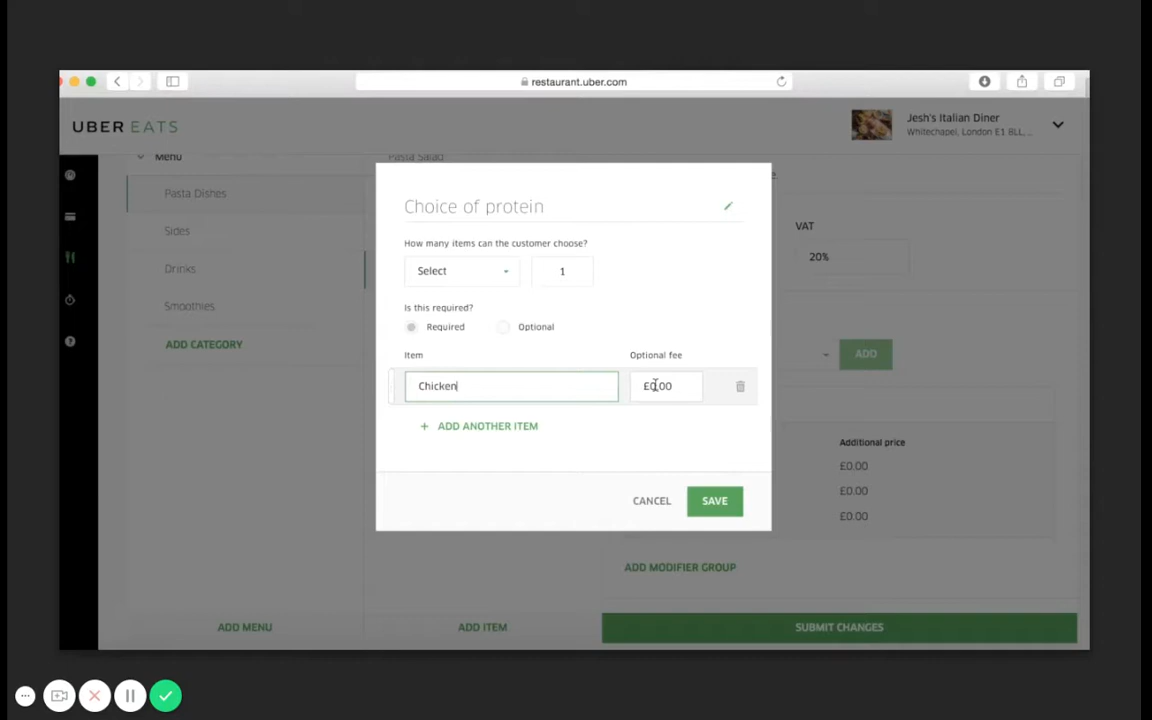 restaurant.uber.com
UBER EATS
Jesh's Italian Diner
Whitechapel, London E1 8LL, ...
Menu
Pasta Salad
Pasta Dishes
Sides
Drinks
Smoothies
ADD CATEGORY
Choice of protein
How many items can the customer choose?
Select
1
Is this required?
Required
Optional
Item
Optional fee
Chicken
£0.00
+ ADD ANOTHER ITEM
CANCEL
SAVE
VAT
20%
ADD
Additional price
£0.00
£0.00
£0.00
ADD MODIFIER GROUP
ADD MENU
ADD ITEM
SUBMIT CHANGES